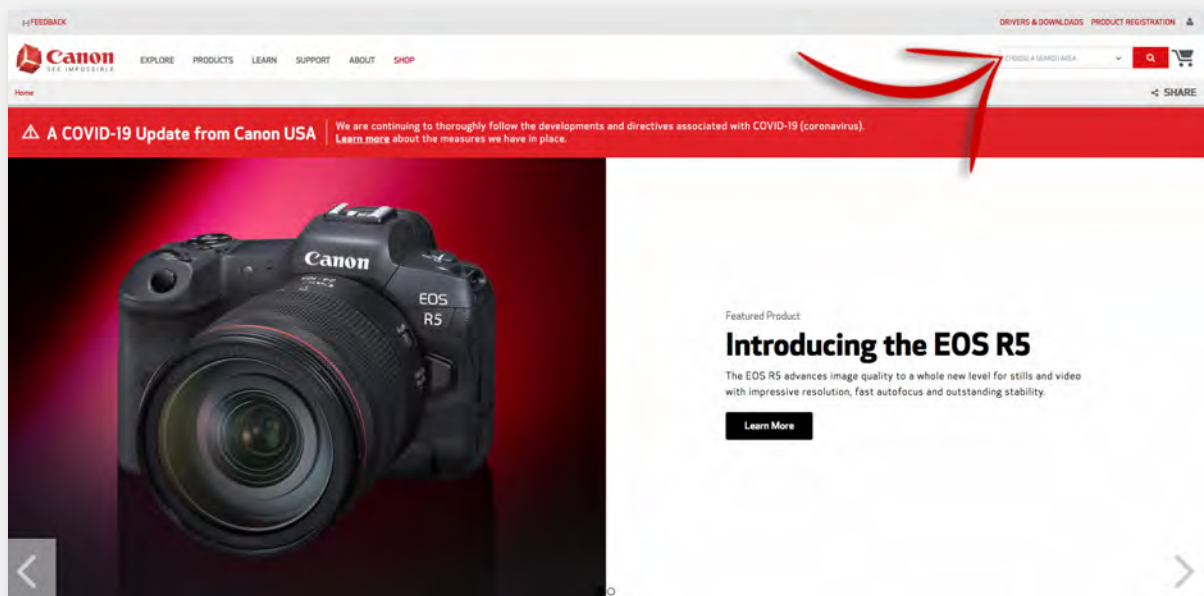 [+] FEEDBACK
DRIVERS & DOWNLOADS PRODUCT REGISTRATION
Canon
SEE IMPOSSIBLE
EXPLORE PRODUCTS LEARN SUPPORT ABOUT SHOP
CHOOSE A SEARCH AREA
Home
SHARE
A COVID-19 Update from Canon USA
We are continuing to thoroughly follow the developments and directives associated with COVID-19 (coronavirus).
Learn more about the measures we have in place.
Canon
EOS
R5
Featured Product
Introducing the EOS R5
The EOS R5 advances image quality to a whole new level for stills and video
with impressive resolution, fast autofocus and outstanding stability.
Learn More